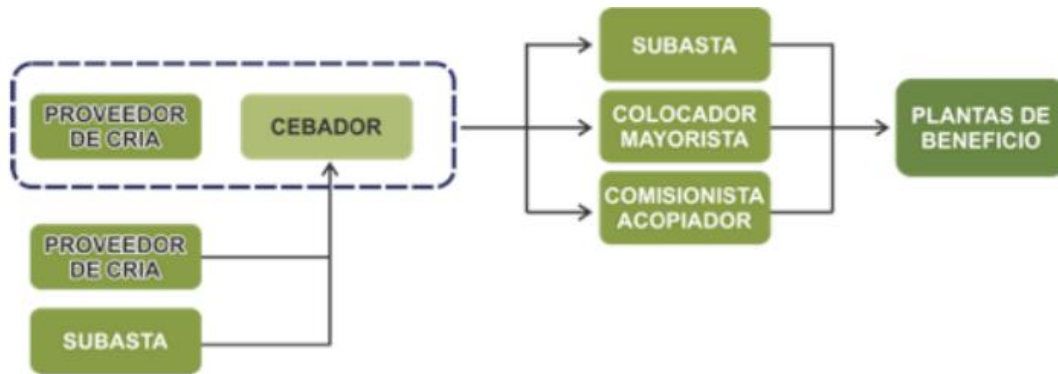 PROVEEDOR
DE CRIA
CEBADOR
PROVEEDOR
DE CRIA
SUBASTA
SUBASTA
COLOCADOR
MAYORISTA
COMISIONISTA
ACOPIADOR
PLANTAS DE
BENEFICIO